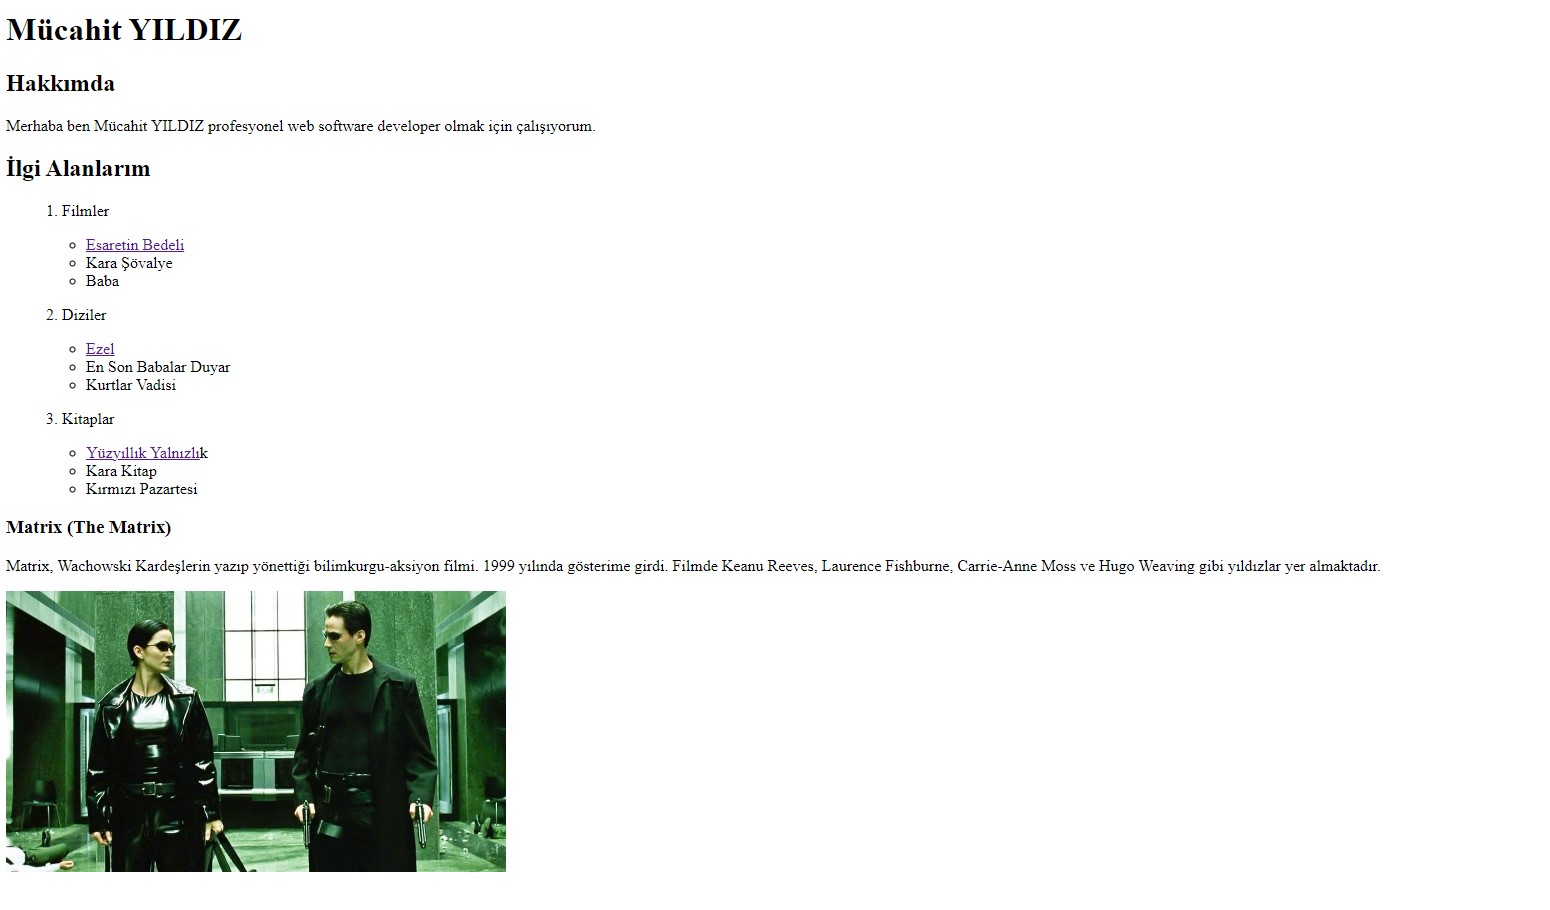 Mücahit YILDIZ
Hakkımda
Merhaba ben Mücahit YILDIZ profesyonel web software developer olmak için çalışıyorum.
İlgi Alanlarım
1. Filmler
Esaretin Bedeli
Kara Şövalye
Baba
2. Diziler
Ezel
En Son Babalar Duyar
Kurtlar Vadisi
3. Kitaplar
Yüzyıllık Yalnızlık
Kara Kitap
Kırmızı Pazartesi
Matrix (The Matrix)
Matrix, Wachowski Kardeşlerin yazıp yönettiği bilimkurgu-aksiyon filmi. 1999 yılında gösterime girdi. Filmde Keanu Reeves, Laurence Fishburne, Carrie-Anne Moss ve Hugo Weaving gibi yıldızlar yer almaktadır.